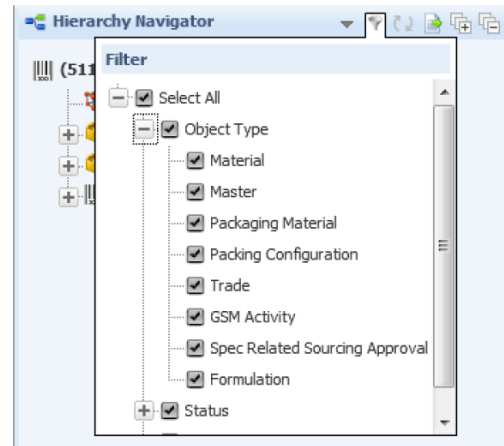 Hierarchy Navigator
(511
Filter
Select All
Object Type
Material
Master
Packaging Material
Packing Configuration
Trade
GSM Activity
Spec Related Sourcing Approval
Formulation
Status